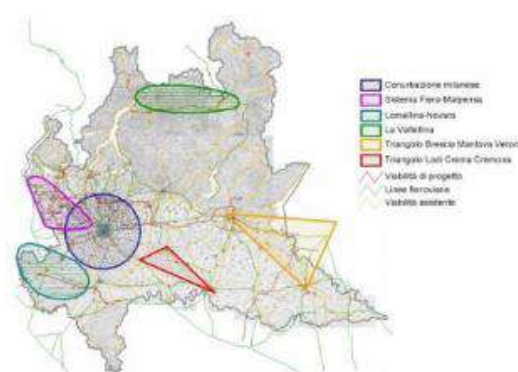 Conurbazione milanese
Sistema Fiera-Malpensa
Lomellina-Novara
La Valtellina
Triangolo Brescia Mantova Veron
Triangolo Lodi Crema Cremona
Viabilità di progetto
Linee ferroviarie
Viabilità esistente